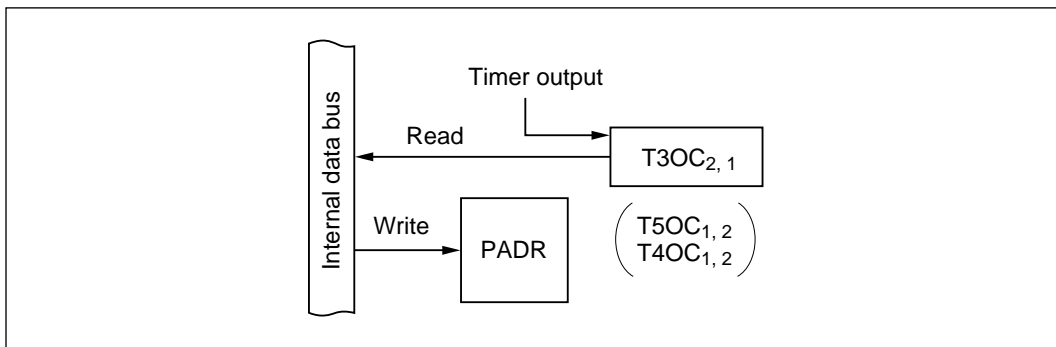 Timer output
Internal data bus
Read
T3OC2, 1
Write
PADR
T5OC1, 2
T4OC1, 2